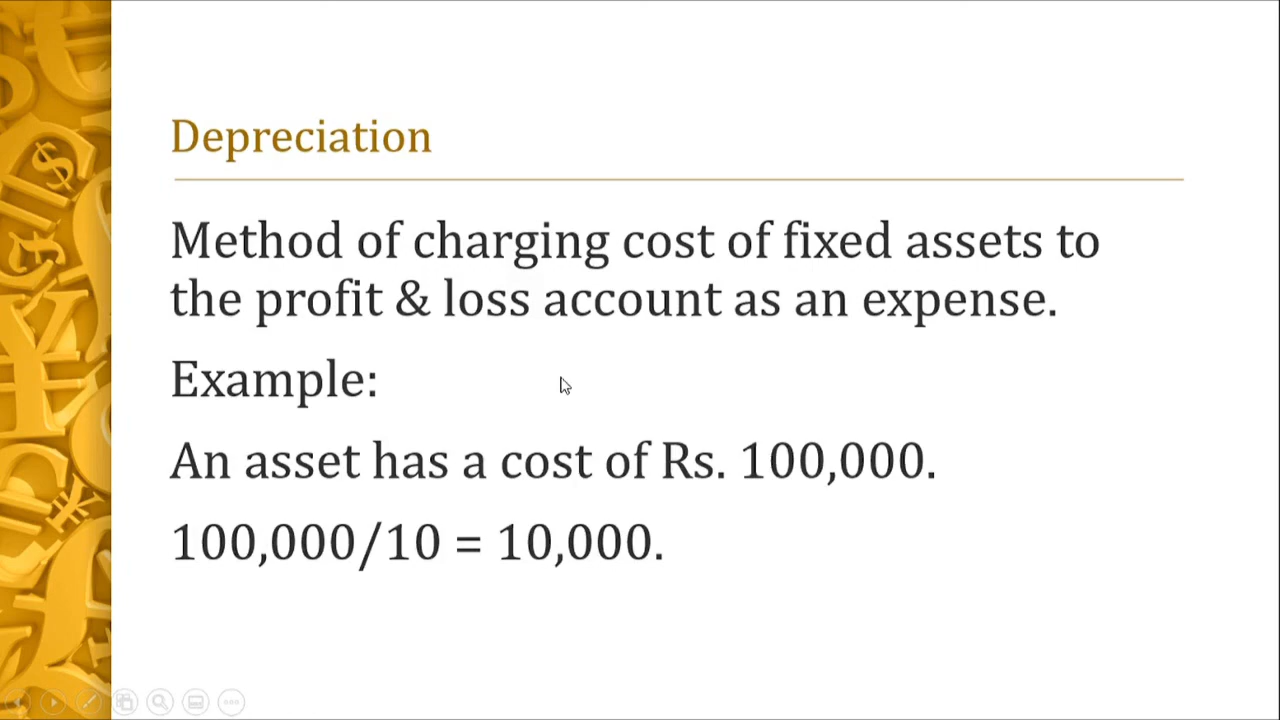 Depreciation
Method of charging cost of fixed assets to
the profit & loss account as an expense.
Example:
An asset has a cost of Rs. 100,000.
100,000/10 = 10,000.